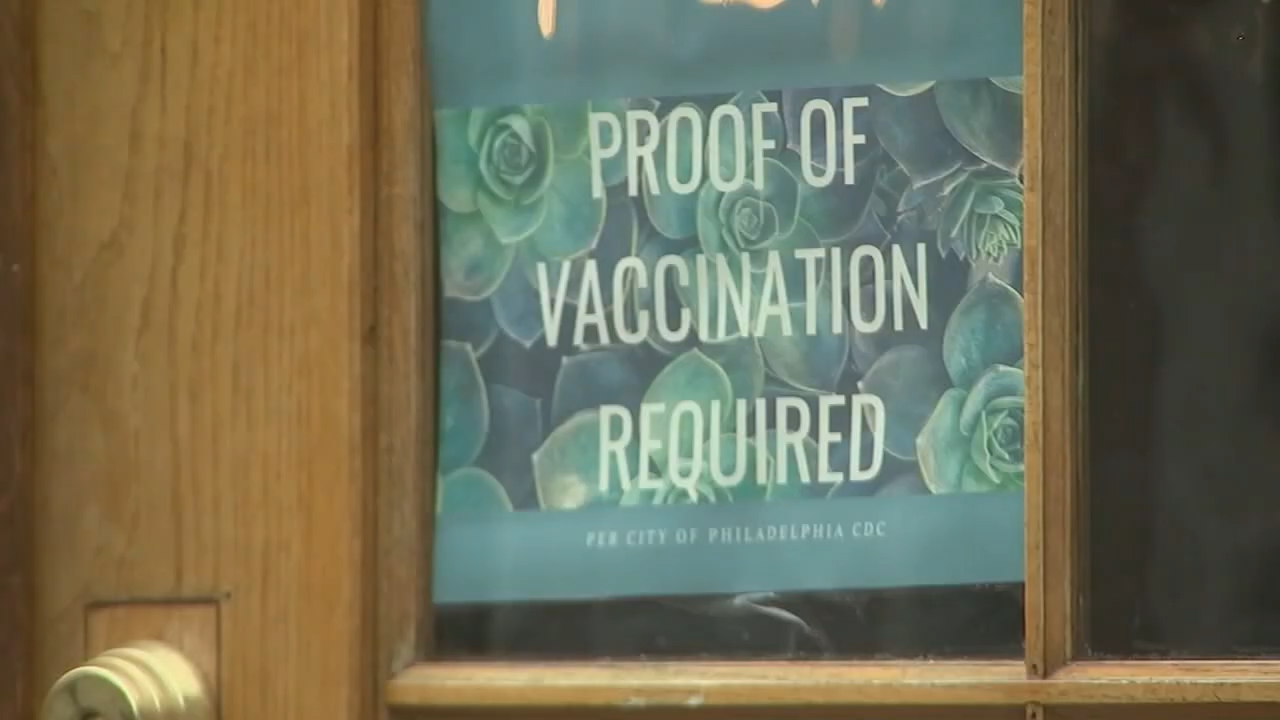 PROOF OF
VACCINATION
REQUIRED
PER CITY OF PHILADELPHIA CDC